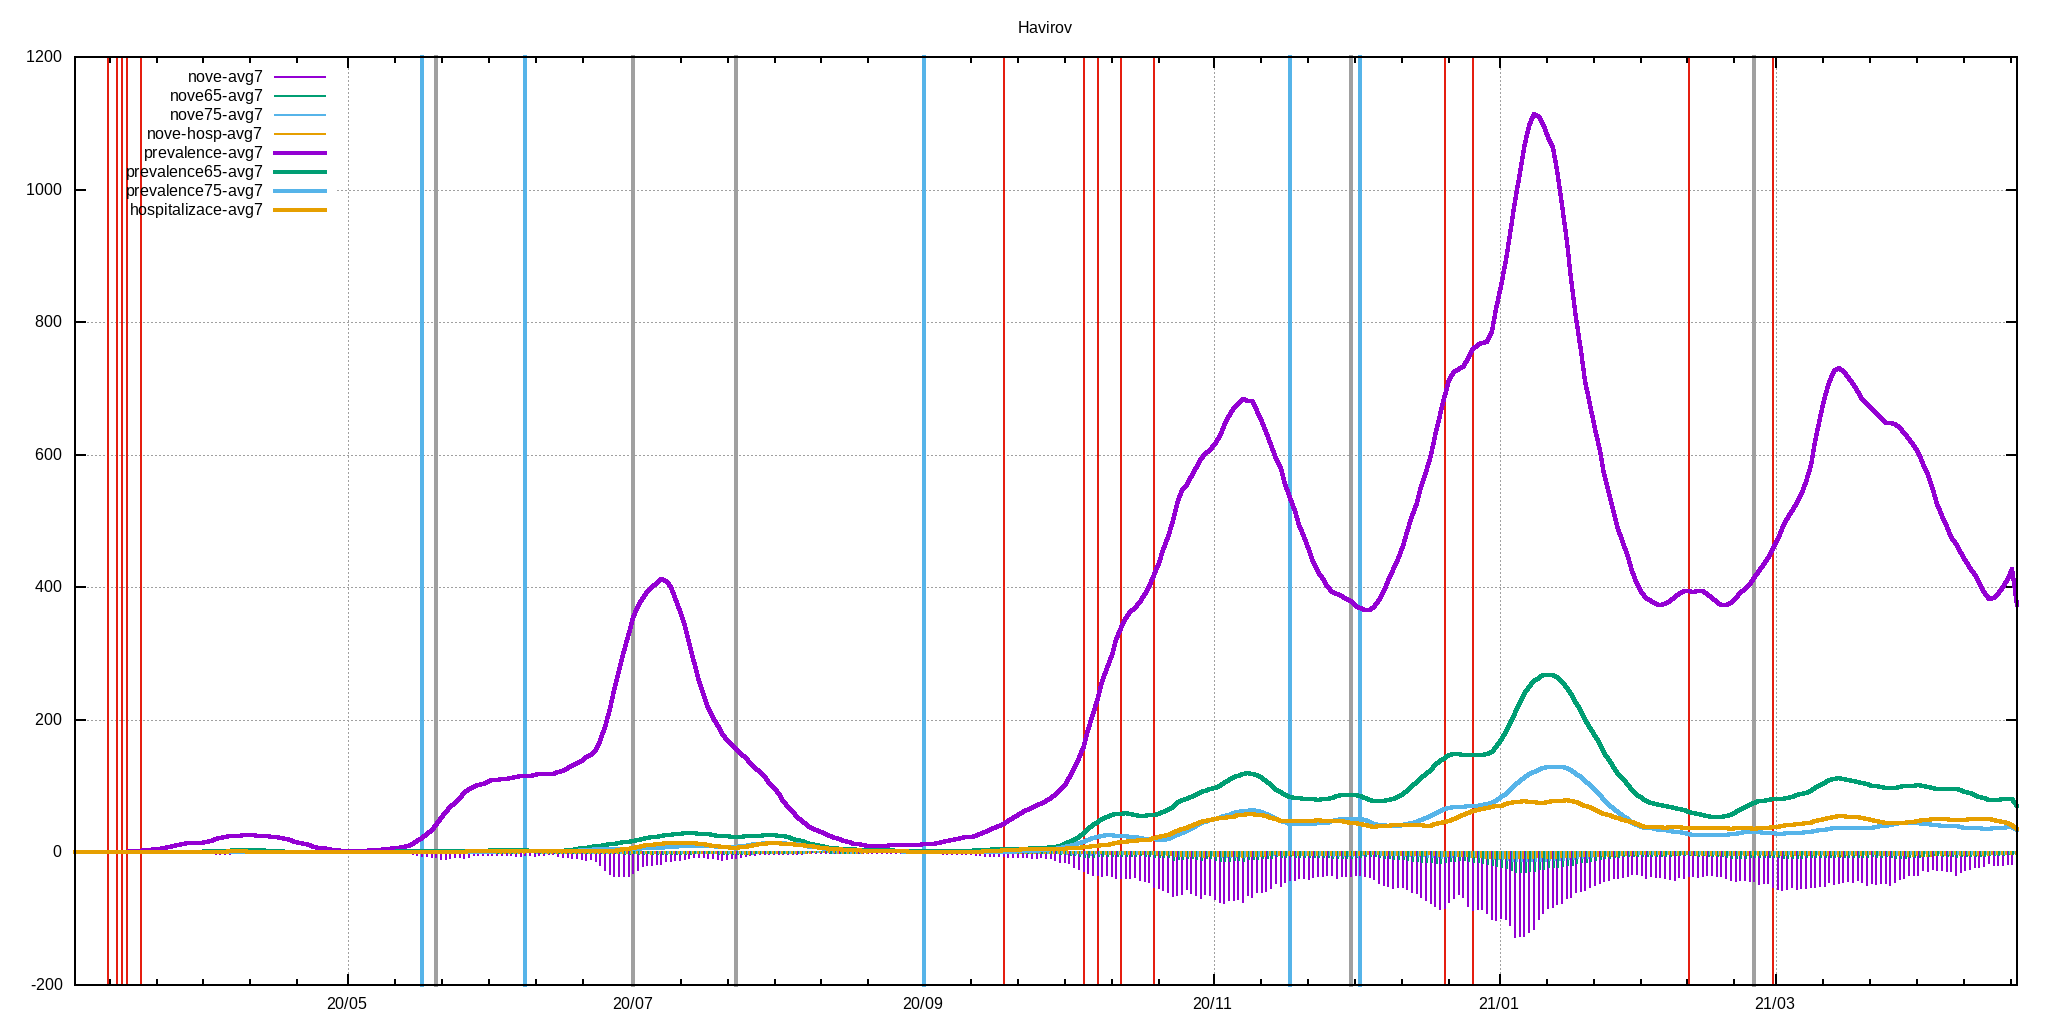 Havirov
1200
1000
800
600
400
200
0
-200
nove-avg7
nove65-avg7
nove75-avg7
nove-hosp-avg7
prevalence-avg7
prevalence65-avg7
prevalence75-avg7
hospitalizace-avg7
20/05 20/07 20/09 20/11 21/01 21/03